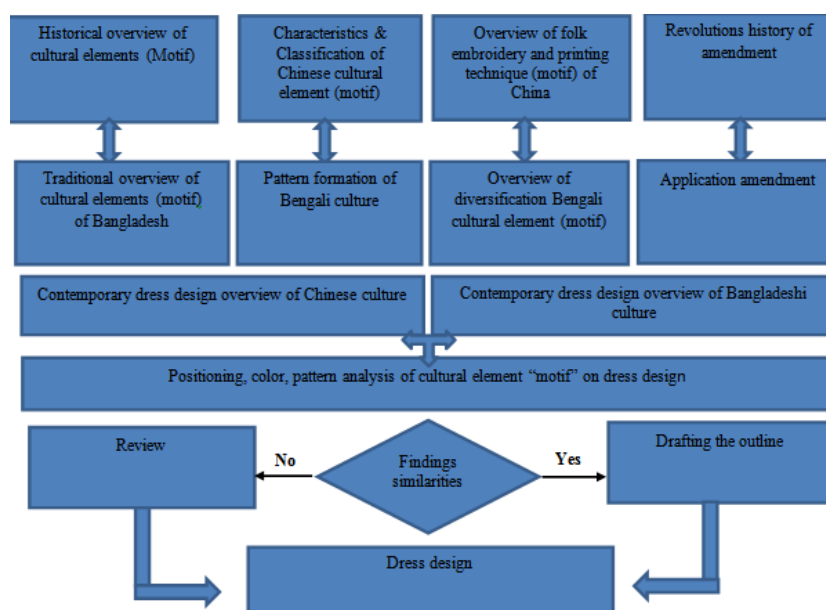 Historical overview of
cultural elements (Motif)
Characteristics &
Classification of
Chinese cultural
element (motif)
Overview of folk
embroidery and printing
technique (motif) of
China
Revolutions history of
amendment
Traditional overview of
cultural elements (motif)
of Bangladesh
Pattern formation of
Bengali culture
Overview of
diversification Bengali
cultural element (motif)
Application amendment
Contemporary dress design overview of Chinese culture
Contemporary dress design overview of Bangladeshi
culture
Positioning, color, pattern analysis of cultural element “motif” on dress design
Review
No
Findings
similarities
Yes
Drafting the outline
Dress design